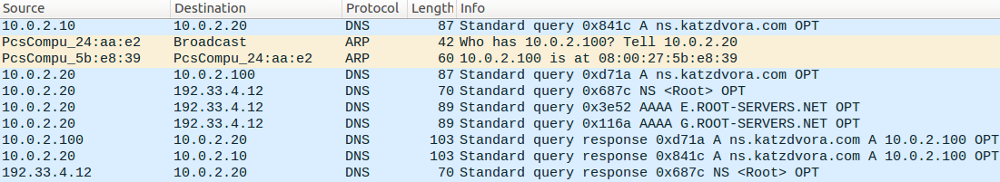 Source Destination Protocol Length Info
10.0.2.10 10.0.2.20 DNS 87 Standard query 0x841c A ns.katzdvora.com OPT
PcsCompu_24:aa:e2 Broadcast ARP 42 Who has 10.0.2.100? Tell 10.0.2.20
PcsCompu_5b:e8:39 PcsCompu_24:aa:e2 ARP 60 10.0.2.100 is at 08:00:27:5b:e8:39
10.0.2.20 10.0.2.100 DNS 87 Standard query 0xd71a A ns.katzdvora.com OPT
10.0.2.20 192.33.4.12 DNS 70 Standard query 0x687c NS <Root> OPT
10.0.2.20 192.33.4.12 DNS 89 Standard query 0x3e52 AAAA E.ROOT-SERVERS.NET OPT
10.0.2.20 192.33.4.12 DNS 89 Standard query 0x116a AAAA G.ROOT-SERVERS.NET OPT
10.0.2.100 10.0.2.20 DNS 103 Standard query response 0xd71a A ns.katzdvora.com A 10.0.2.100 OPT
10.0.2.20 10.0.2.10 DNS 103 Standard query response 0x841c A ns.katzdvora.com A 10.0.2.100 OPT
192.33.4.12 10.0.2.20 DNS 70 Standard query response 0x687c NS <Root> OPT